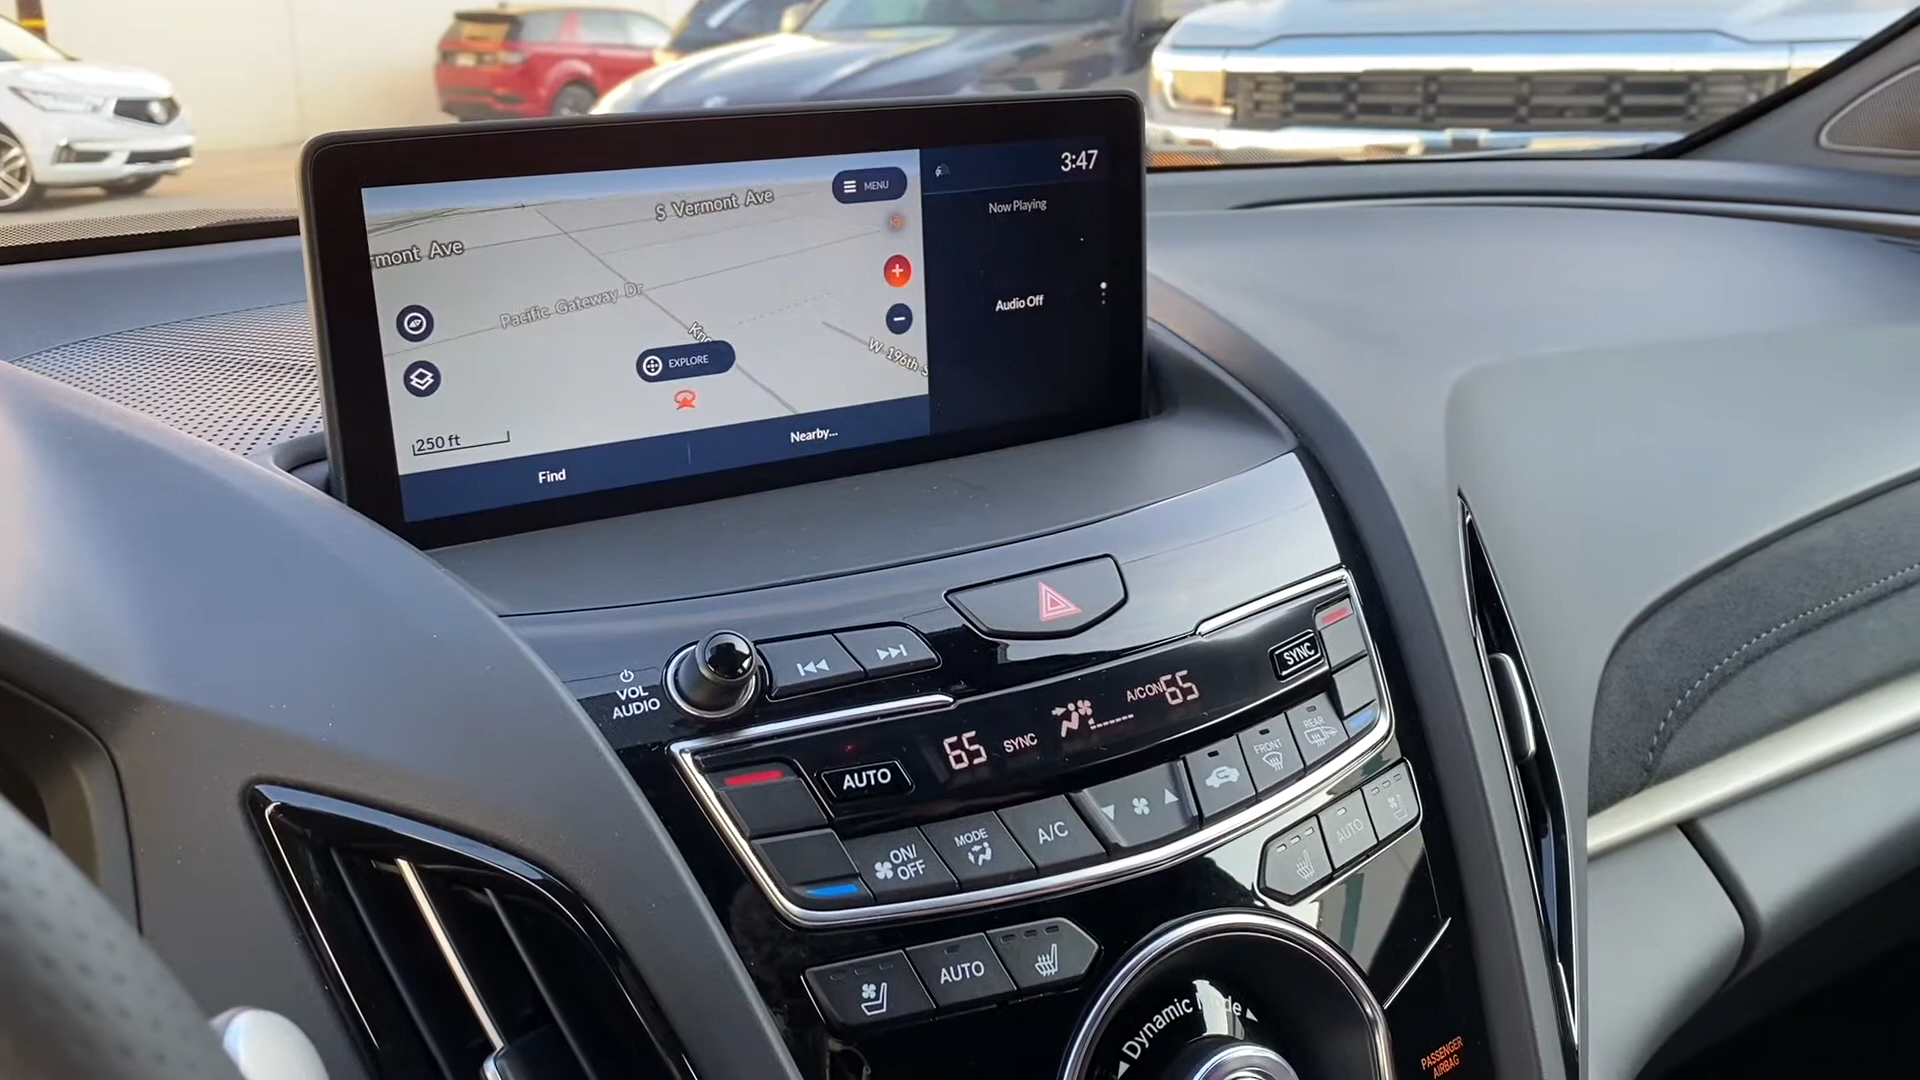 3:47
MENU
S Vermont Ave
Now Playing
mont Ave
Pacific Gateway Dr
Audio Off
Kno
EXPLORE
W 196th S
250 ft
Nearby...
Find
VOL
AUDIO
SYNC
A/C ON
65
65
SYNC
AUTO
REAR
FRONT
MODE
A/C
ON/
OFF
AUTO
AUTO
Dynamic Mode
PASSENGER
AIRBAG